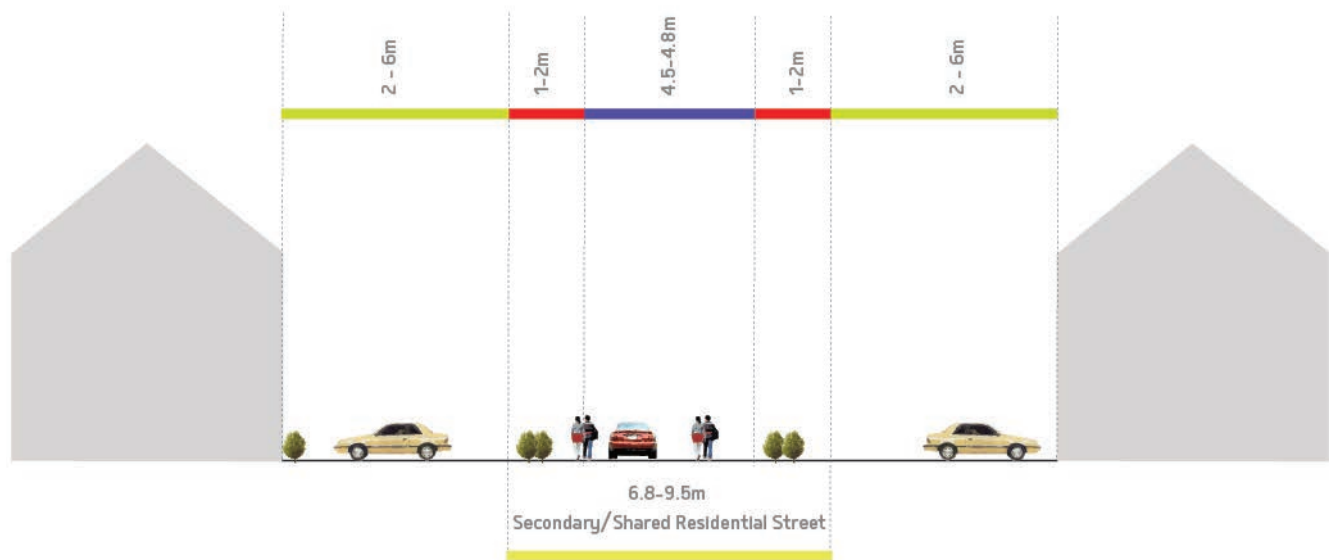 2 - 6m
1-2m
4.5-4.8m
1-2m
2 - 6m
6.8-9.5m
Secondary/Shared Residential Street